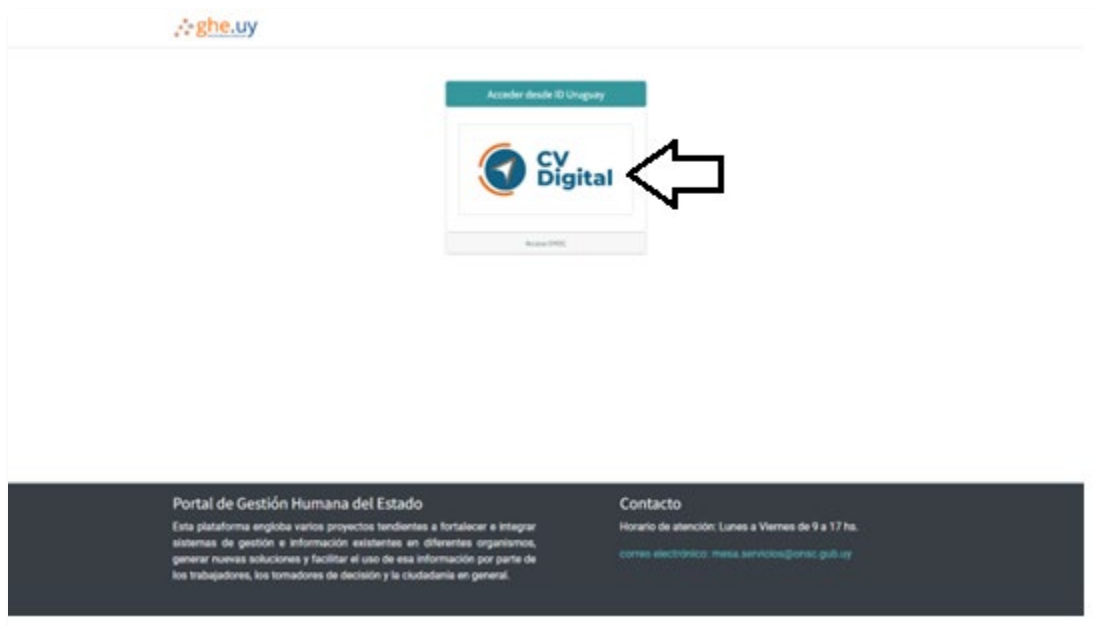 ghe.uy
Acceder desde ID Uruguay
CV
Digital
Acceso ONSC
Portal de Gestión Humana del Estado
Esta plataforma engloba varios proyectos tendientes a fortalecer e integrar
sistemas de gestión e información existentes en diferentes organismos,
generar nuevas soluciones y facilitar el uso de esa información por parte de
los trabajadores, los tomadores de decisión y la ciudadanía en general.
Contacto
Horario de atención: Lunes a Viernes de 9 a 17 hs.
correo electrónico: mesa.servicios@onsc.gub.uy